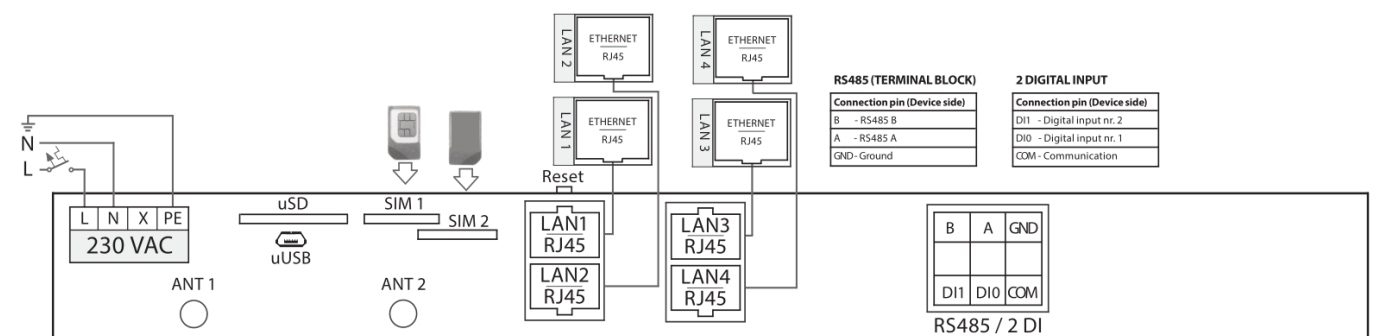 LAN 2
ETHERNET
RJ45
LAN 4
ETHERNET
RJ45
LAN 1
ETHERNET
RJ45
LAN 3
ETHERNET
RJ45
RS485 (TERMINAL BLOCK)
Connection pin (Device side)
B - RS485 B
A - RS485 A
GND - Ground
2 DIGITAL INPUT
Connection pin (Device side)
DI1 - Digital input nr. 2
DI0 - Digital input nr. 1
COM - Communication
N
L
Reset
L N X PE
230 VAC
uSD
uUSB
SIM 1
SIM 2
ANT 1
ANT 2
LAN1
RJ45
LAN2
RJ45
LAN3
RJ45
LAN4
RJ45
B A GND
DI1 DI0 COM
RS485 / 2 DI